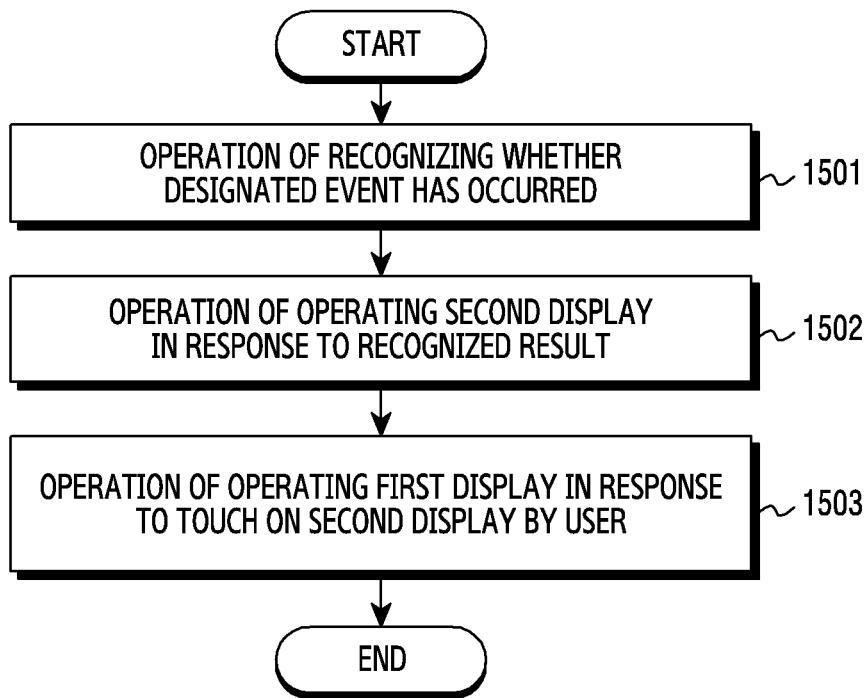 START
OPERATION OF RECOGNIZING WHETHER
DESIGNATED EVENT HAS OCCURRED
1501
OPERATION OF OPERATING SECOND DISPLAY
IN RESPONSE TO RECOGNIZED RESULT
1502
OPERATION OF OPERATING FIRST DISPLAY IN RESPONSE
TO TOUCH ON SECOND DISPLAY BY USER
1503
END